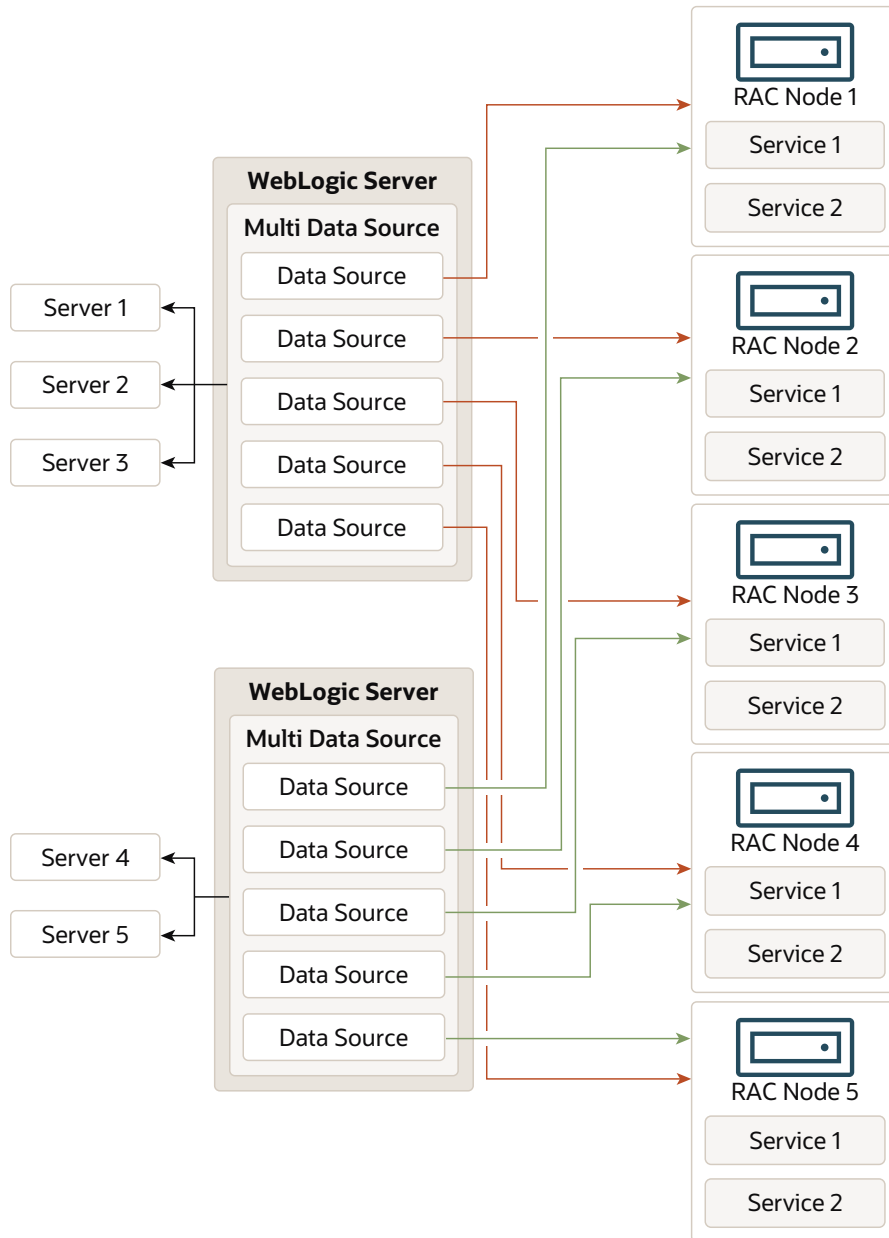 Server 1
Server 2
Server 3
WebLogic Server
Multi Data Source
Data Source
Data Source
Data Source
Data Source
Data Source
Server 4
Server 5
WebLogic Server
Multi Data Source
Data Source
Data Source
Data Source
Data Source
Data Source
RAC Node 1
Service 1
Service 2
RAC Node 2
Service 1
Service 2
RAC Node 3
Service 1
Service 2
RAC Node 4
Service 1
Service 2
RAC Node 5
Service 1
Service 2